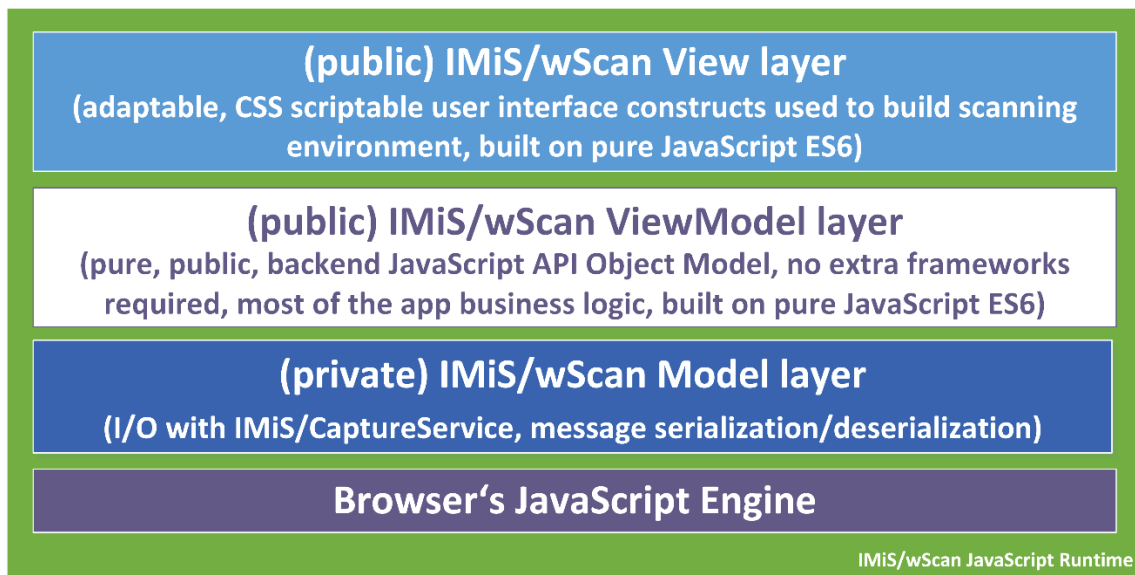 (public) IMiS/wScan View layer
(adaptable, CSS scriptable user interface constructs used to build scanning
environment, built on pure JavaScript ES6)
(public) IMiS/wScan ViewModel layer
(pure, public, backend JavaScript API Object Model, no extra frameworks
required, most of the app business logic, built on pure JavaScript ES6)
(private) IMiS/wScan Model layer
(I/O with IMiS/CaptureService, message serialization/deserialization)
Browser‘s JavaScript Engine
IMiS/wScan JavaScript Runtime